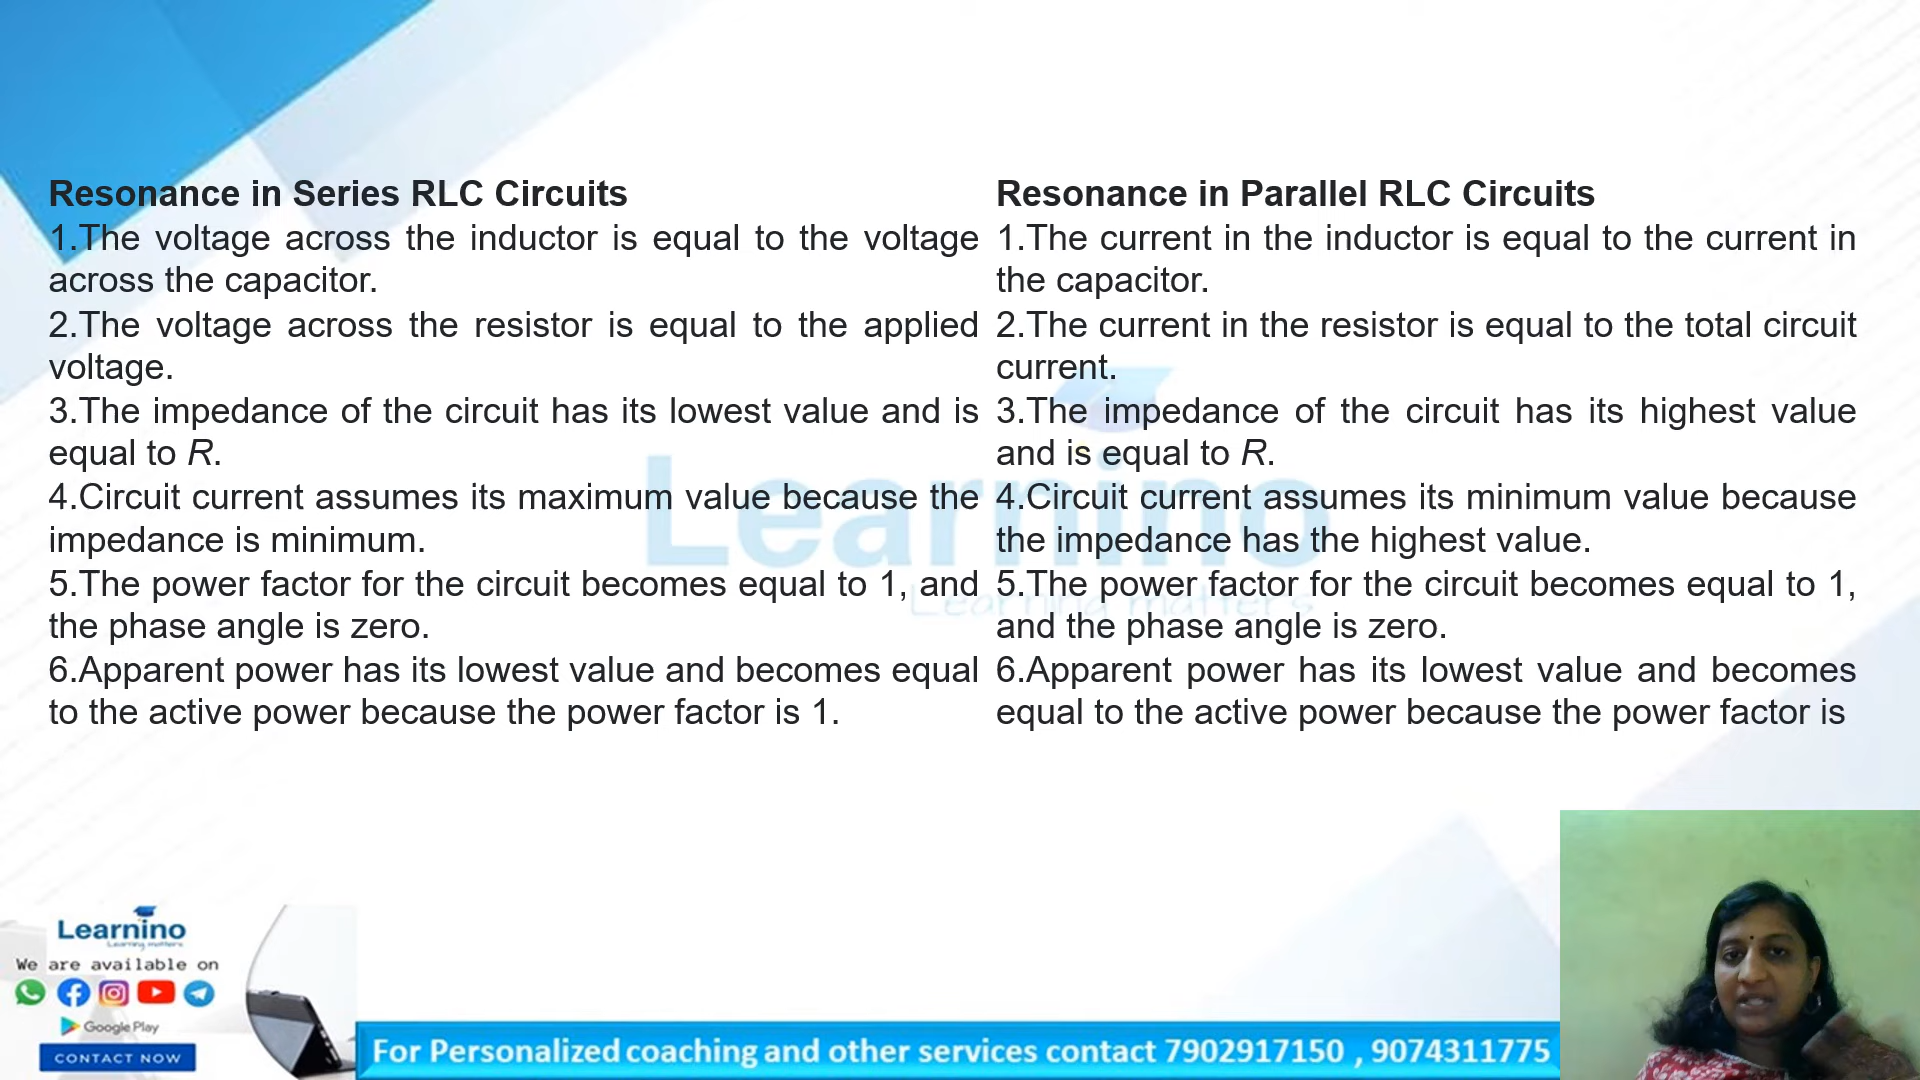 Resonance in Series RLC Circuits
1.The voltage across the inductor is equal to the voltage
across the capacitor.
2.The voltage across the resistor is equal to the applied
voltage.
3.The impedance of the circuit has its lowest value and is
equal to R.
4.Circuit current assumes its maximum value because the
impedance is minimum.
5.The power factor for the circuit becomes equal to 1, and
the phase angle is zero.
6.Apparent power has its lowest value and becomes equal
to the active power because the power factor is 1.
Resonance in Parallel RLC Circuits
1.The current in the inductor is equal to the current in
the capacitor.
2.The current in the resistor is equal to the total circuit
current.
3.The impedance of the circuit has its highest value
and is equal to R.
4.Circuit current assumes its minimum value because
the impedance has the highest value.
5.The power factor for the circuit becomes equal to 1,
and the phase angle is zero.
6.Apparent power has its lowest value and becomes
equal to the active power because the power factor is
Learnino
Learning matters
Learnino
Learning matters
We are available on
Google Play
CONTACT NOW
For Personalized coaching and other services contact 7902917150 , 9074311775